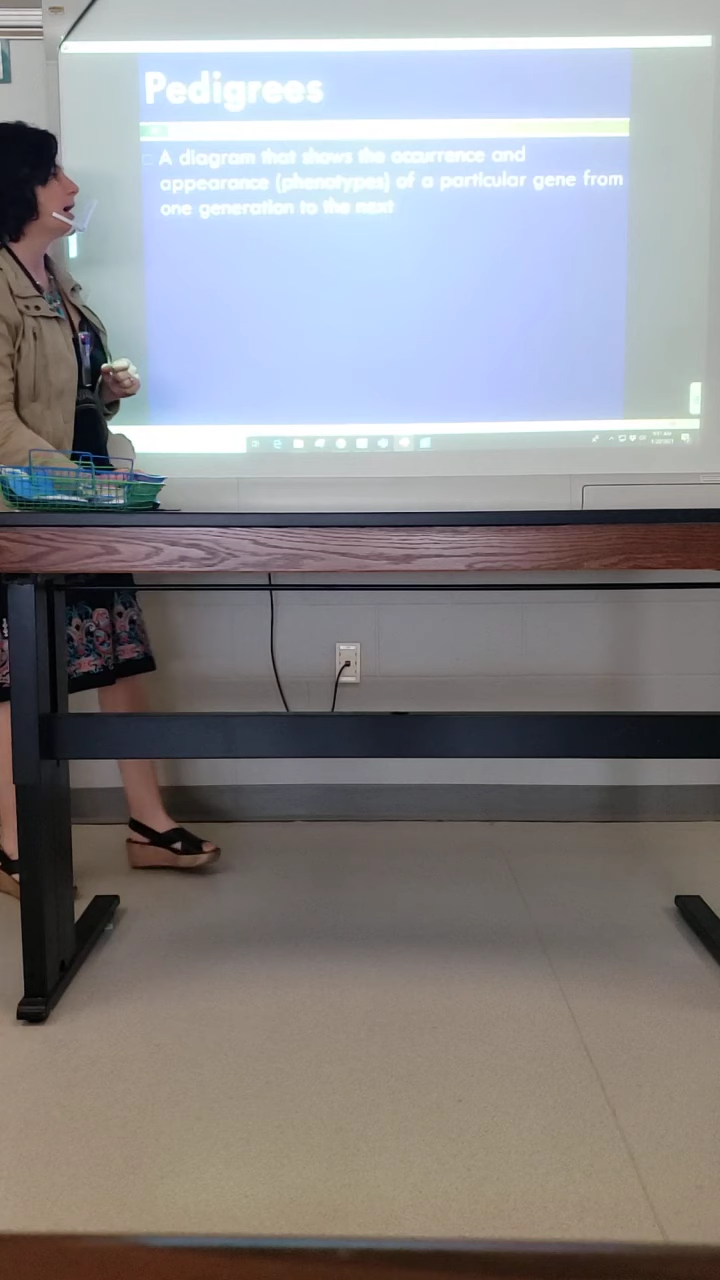 Pedigrees
A diagram that shows the occurrence and
appearance (phenotypes) of a particular gene from
one generation to the next